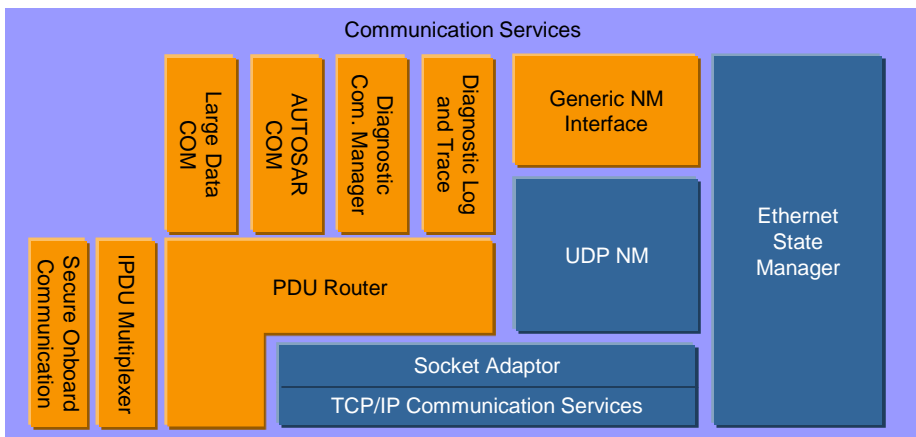 Communication Services
Large Data
COM
AUTOSAR
COM
Diagnostic
Com. Manager
Diagnostic Log
and Trace
Generic NM
Interface
Ethernet
State
Manager
UDP NM
Secure Onboard
Communication
IPDU Multiplexer
PDU Router
Socket Adaptor
TCP/IP Communication Services